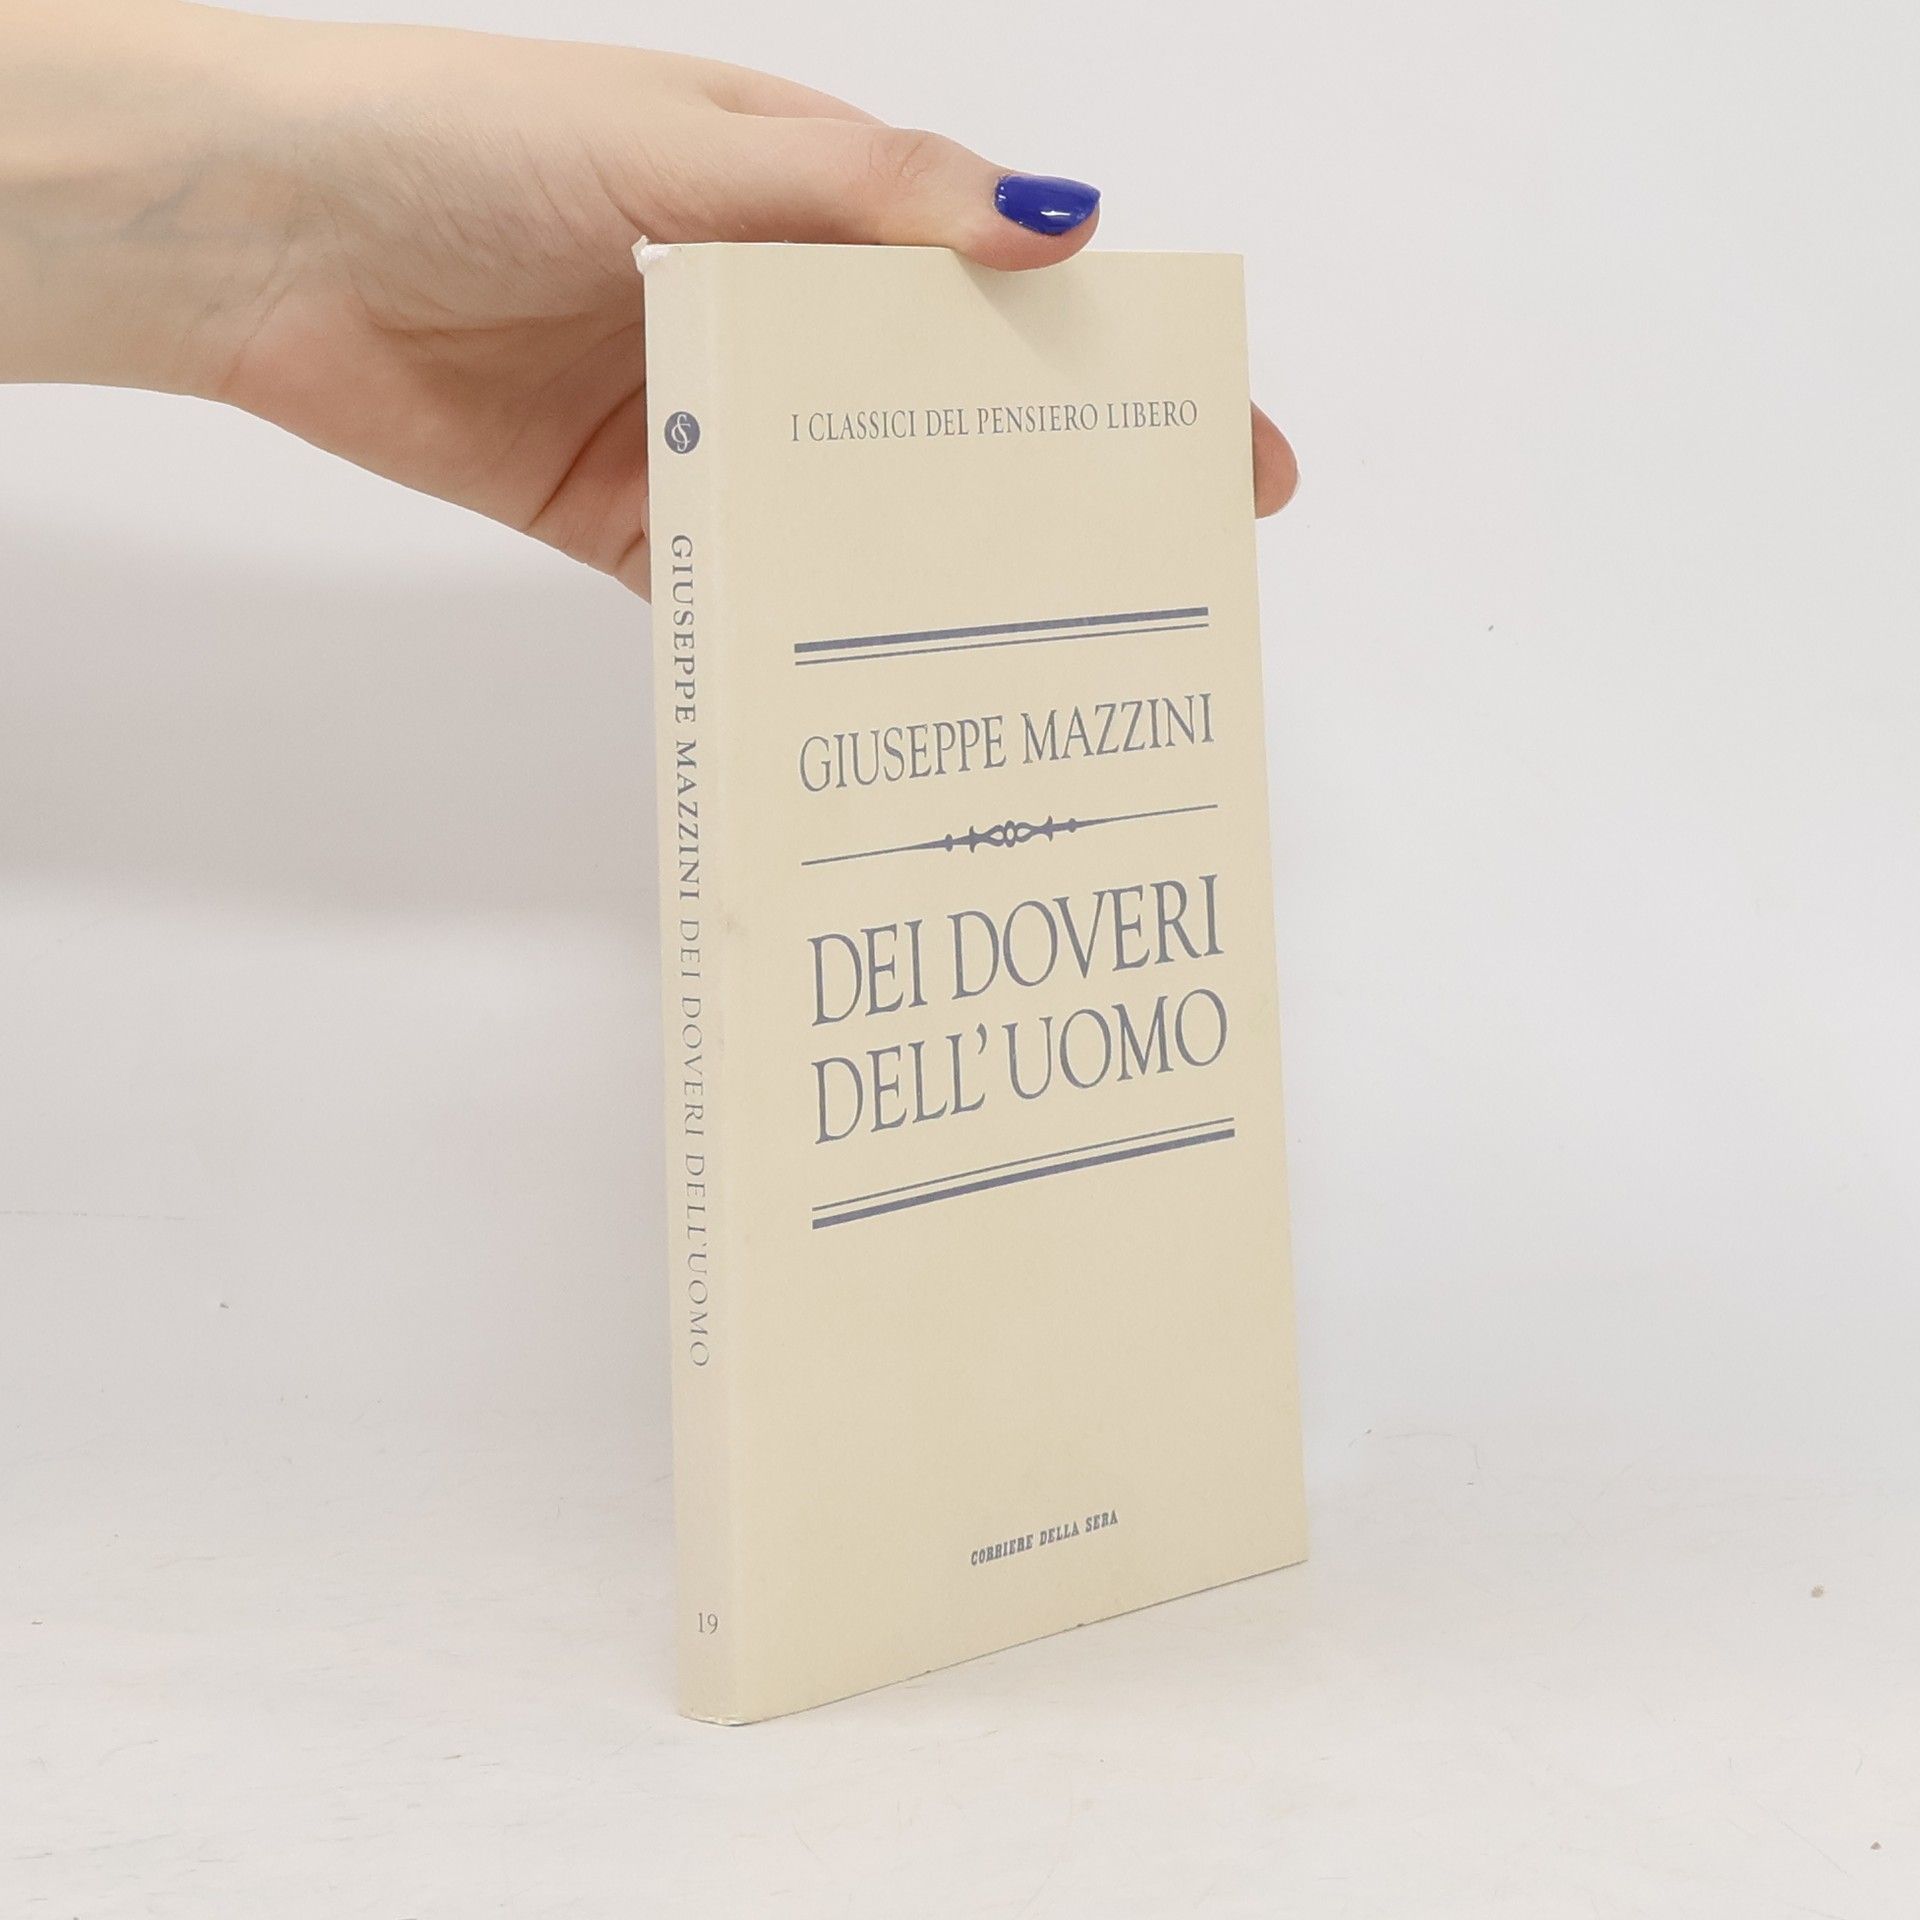 I CLASSICI DEL PENSIERO LIBERO
GIUSEPPE MAZZINI
DEI DOVERI
DELL'UOMO
CORRIERE DELLA SERA
GIUSEPPE MAZZINI DEI DOVERI DELL'UOMO
19